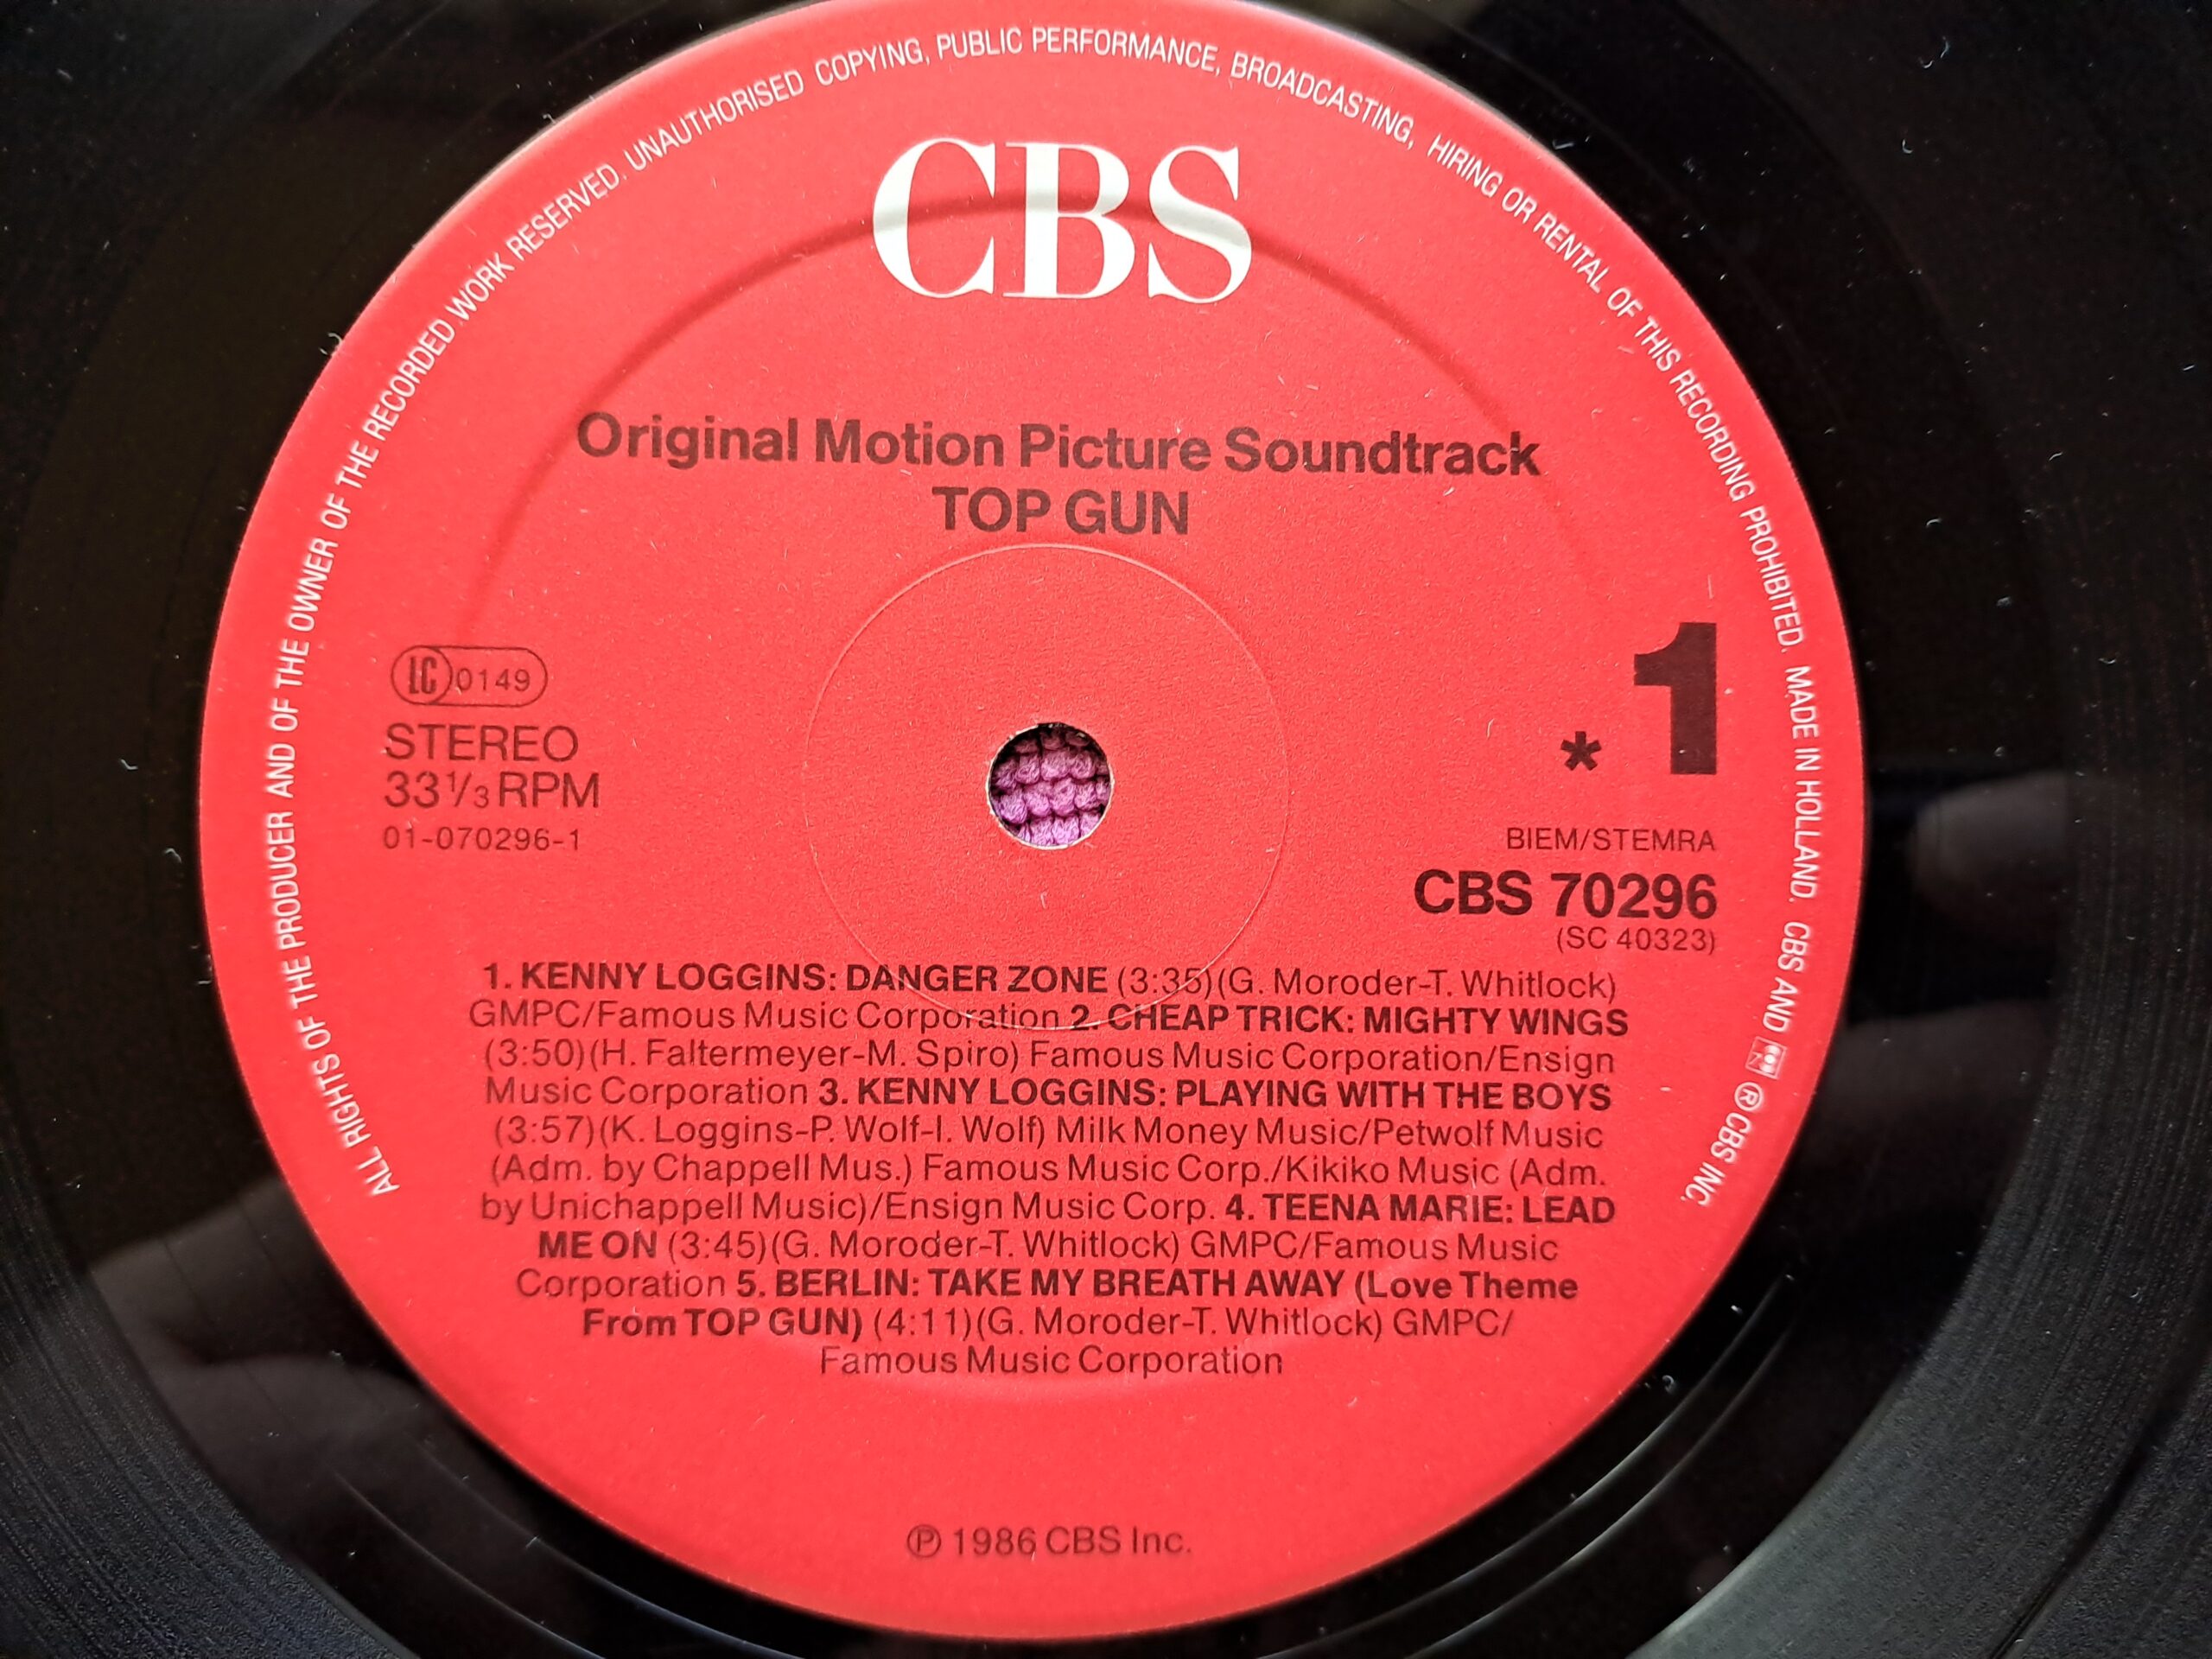 ALL RIGHTS OF THE PRODUCER AND OF THE OWNER OF THE RECORDED WORK RESERVED. UNAUTHORISED COPYING, PUBLIC PERFORMANCE, BROADCASTING, HIRING OR RENTAL OF THIS RECORDING PROHIBITED. MADE IN HOLLAND. CBS AND ® CBS INC.
CBS
Original Motion Picture Soundtrack
TOP GUN
LC 0149
STEREO
33 1/3 RPM
01-070296-1
* 1
BIEM/STEMRA
CBS 70296
(SC 40323)
1. KENNY LOGGINS: DANGER ZONE (3:35)(G. Moroder-T. Whitlock)
GMPC/Famous Music Corporation 2. CHEAP TRICK: MIGHTY WINGS
(3:50)(H. Faltermeyer-M. Spiro) Famous Music Corporation/Ensign
Music Corporation 3. KENNY LOGGINS: PLAYING WITH THE BOYS
(3:57)(K. Loggins-P. Wolf-I. Wolf) Milk Money Music/Petwolf Music
(Adm. by Chappell Mus.) Famous Music Corp./Kikiko Music (Adm.
by Unichappell Music)/Ensign Music Corp. 4. TEENA MARIE: LEAD
ME ON (3:45)(G. Moroder-T. Whitlock) GMPC/Famous Music
Corporation 5. BERLIN: TAKE MY BREATH AWAY (Love Theme
From TOP GUN) (4:11)(G. Moroder-T. Whitlock) GMPC/
Famous Music Corporation
℗ 1986 CBS Inc.